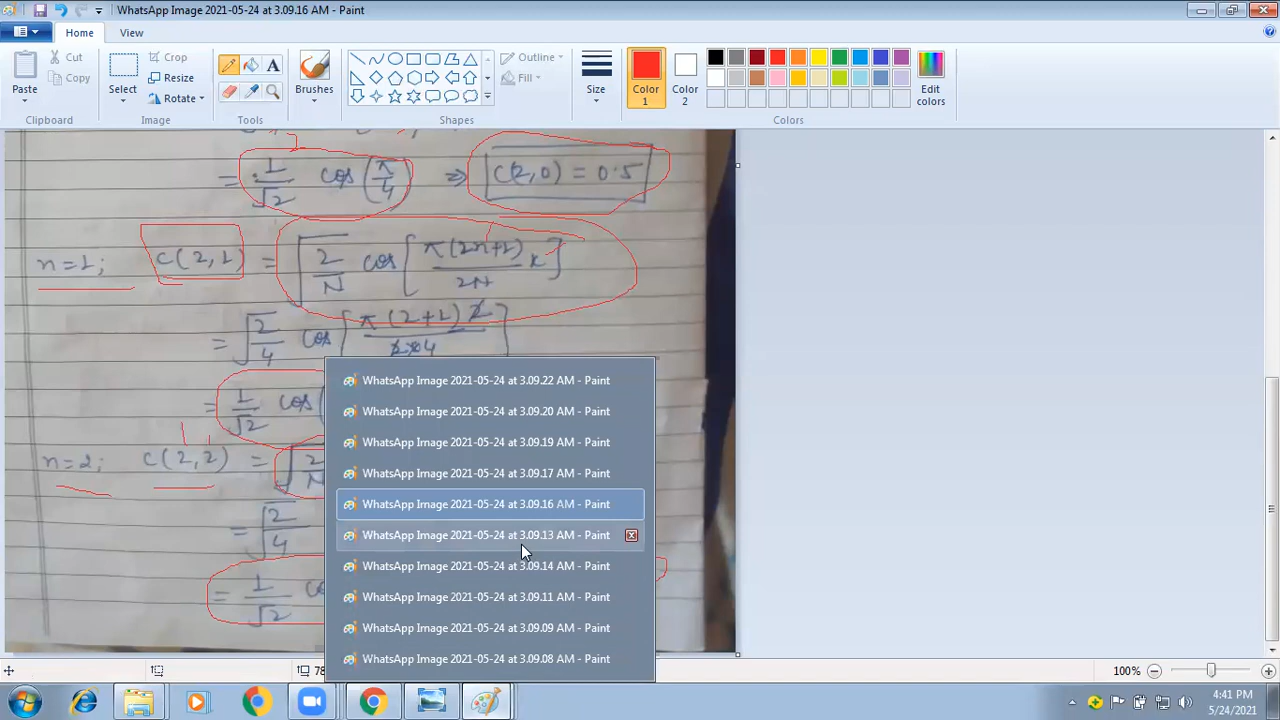 WhatsApp Image 2021-05-24 at 3.09.16 AM - Paint
Home View
Paste
Cut
Copy
Clipboard
Select
Crop
Resize
Rotate
Image
A
Tools
Brushes
Outline
Fill
Shapes
Size
Color 1
Color 2
Edit colors
Colors
= 1/√2 cos(π/4) ⇒ C(2,0) = 0.5
n=1; C(2,1) = √2/N cos[π(2n+1)/2N k]
= √2/4 cos[π(2+1)2/2×4]
= 1/√2 cos
n=2; C(2,2) = √2/N
= √2/4
= 1/√2 co
WhatsApp Image 2021-05-24 at 3.09.22 AM - Paint
WhatsApp Image 2021-05-24 at 3.09.20 AM - Paint
WhatsApp Image 2021-05-24 at 3.09.19 AM - Paint
WhatsApp Image 2021-05-24 at 3.09.17 AM - Paint
WhatsApp Image 2021-05-24 at 3.09.16 AM - Paint
WhatsApp Image 2021-05-24 at 3.09.13 AM - Paint
WhatsApp Image 2021-05-24 at 3.09.14 AM - Paint
WhatsApp Image 2021-05-24 at 3.09.11 AM - Paint
WhatsApp Image 2021-05-24 at 3.09.09 AM - Paint
WhatsApp Image 2021-05-24 at 3.09.08 AM - Paint
78
100%
4:41 PM
5/24/2021